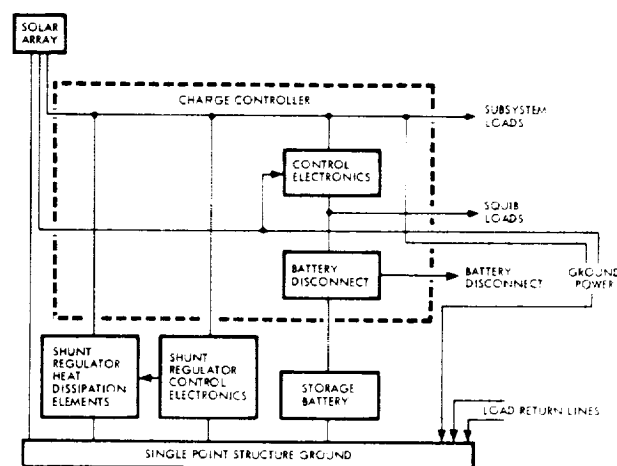 SOLAR
ARRAY
CHARGE CONTROLLER
SUBSYSTEM
LOADS
CONTROL
ELECTRONICS
SQUIB
LOADS
BATTERY
DISCONNECT
BATTERY
DISCONNECT
GROUND
POWER
SHUNT
REGULATOR
HEAT
DISSIPATION
ELEMENTS
SHUNT
REGULATOR
CONTROL
ELECTRONICS
STORAGE
BATTERY
LOAD RETURN LINES
SINGLE POINT STRUCTURE GROUND